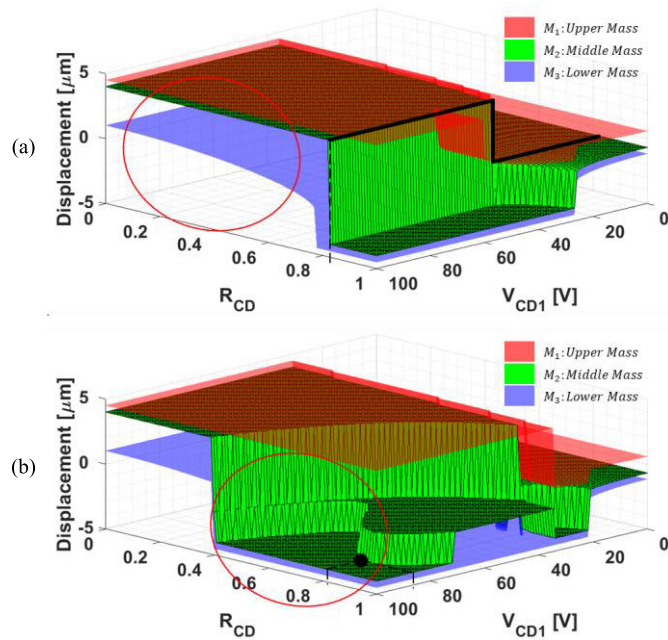 M₁: Upper Mass
M₂: Middle Mass
M₃: Lower Mass
(a)
Displacement [μm]
5
0
-5
0
0.2
0.4
0.6
0.8
1
R_CD
100
80
60
40
20
0
V_CD1 [V]
M₁: Upper Mass
M₂: Middle Mass
M₃: Lower Mass
(b)
Displacement [μm]
5
0
-5
0
0.2
0.4
0.6
0.8
1
R_CD
100
80
60
40
20
0
V_CD1 [V]